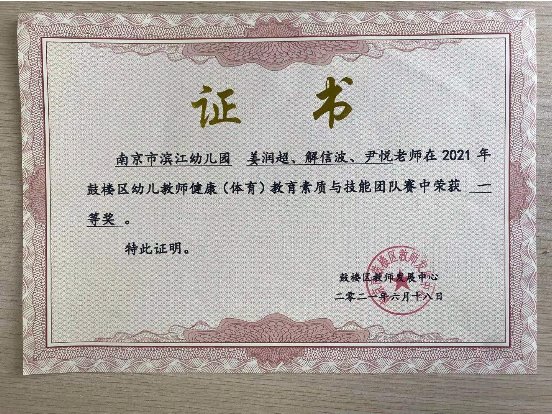 证书
南京市滨江幼儿园 姜润超、解信波、尹悦老师在2021年
鼓楼区幼儿教师健康（体育）教育素质与技能团队赛中荣获 一
等奖。
特此证明。
鼓楼区教师发展中心
二零二一年六月十八日